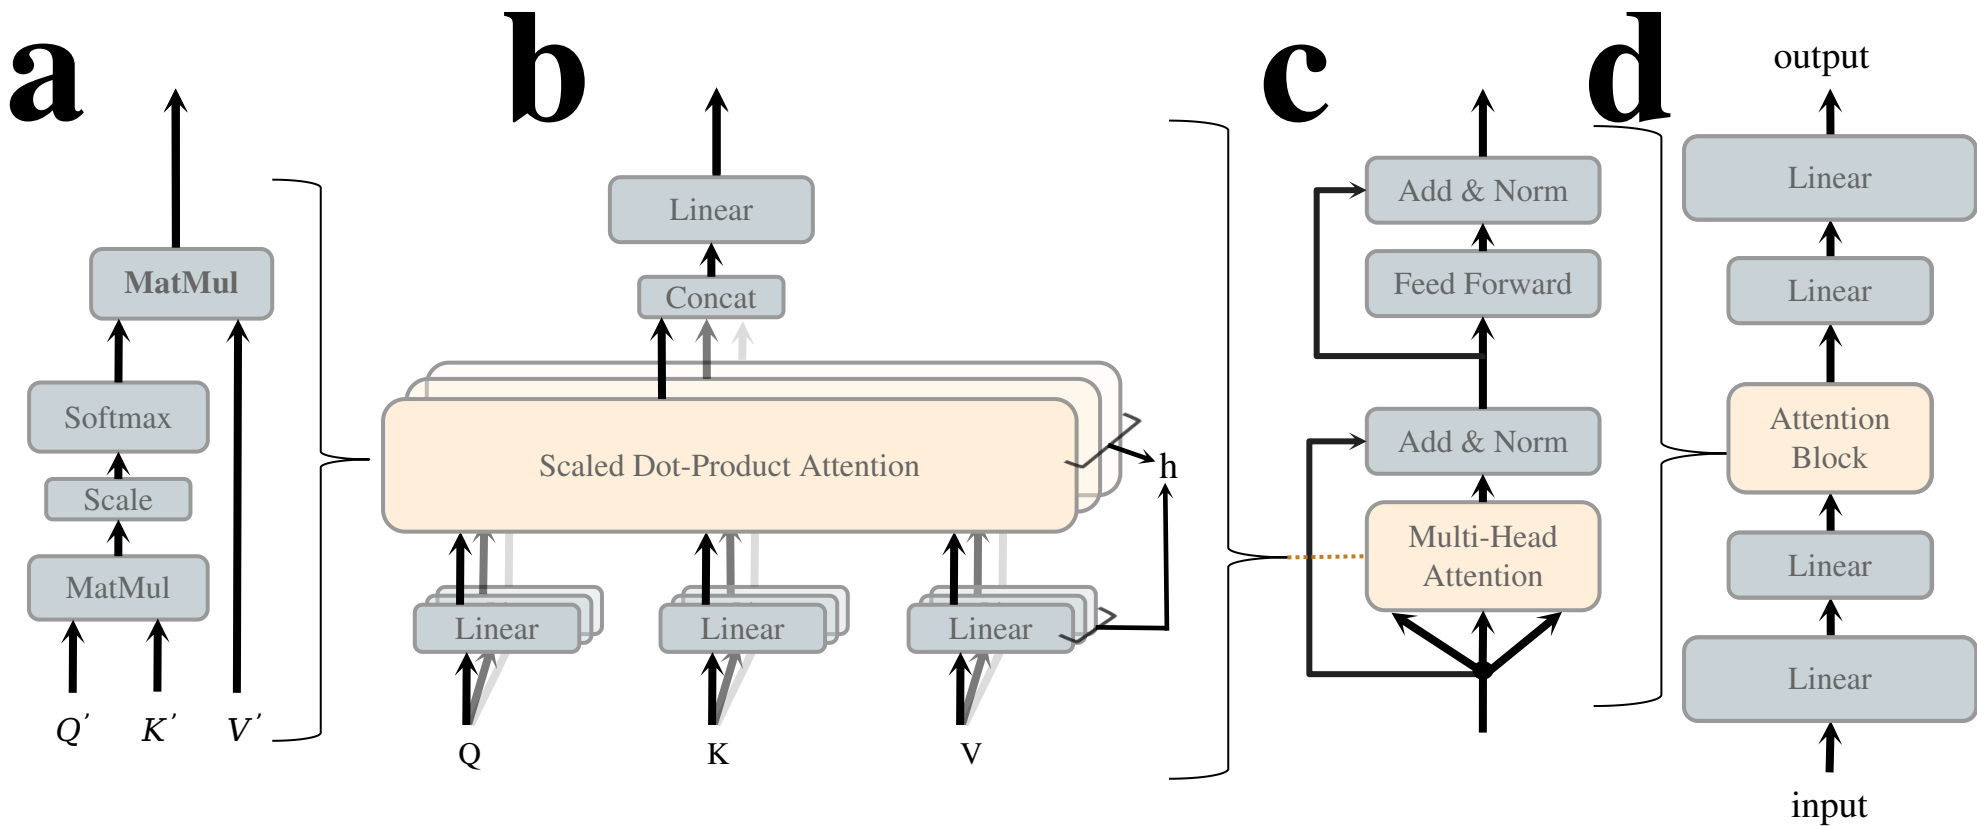 a
MatMul
Softmax
Scale
MatMul
Q’
K’
V’
b
Linear
Concat
Scaled Dot-Product Attention
h
Linear
Linear
Linear
Q
K
V
c
Add & Norm
Feed Forward
Add & Norm
Multi-Head
Attention
d
output
Linear
Linear
Attention
Block
Linear
Linear
input